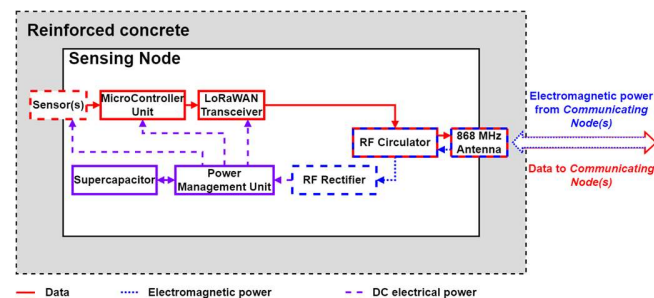 Reinforced concrete
Sensing Node
Sensor(s)
MicroController
Unit
LoRaWAN
Transceiver
RF Circulator
868 MHz
Antenna
Electromagnetic power
from Communicating
Node(s)
Data to Communicating
Node(s)
Supercapacitor
Power
Management Unit
RF Rectifier
Data
Electromagnetic power
DC electrical power